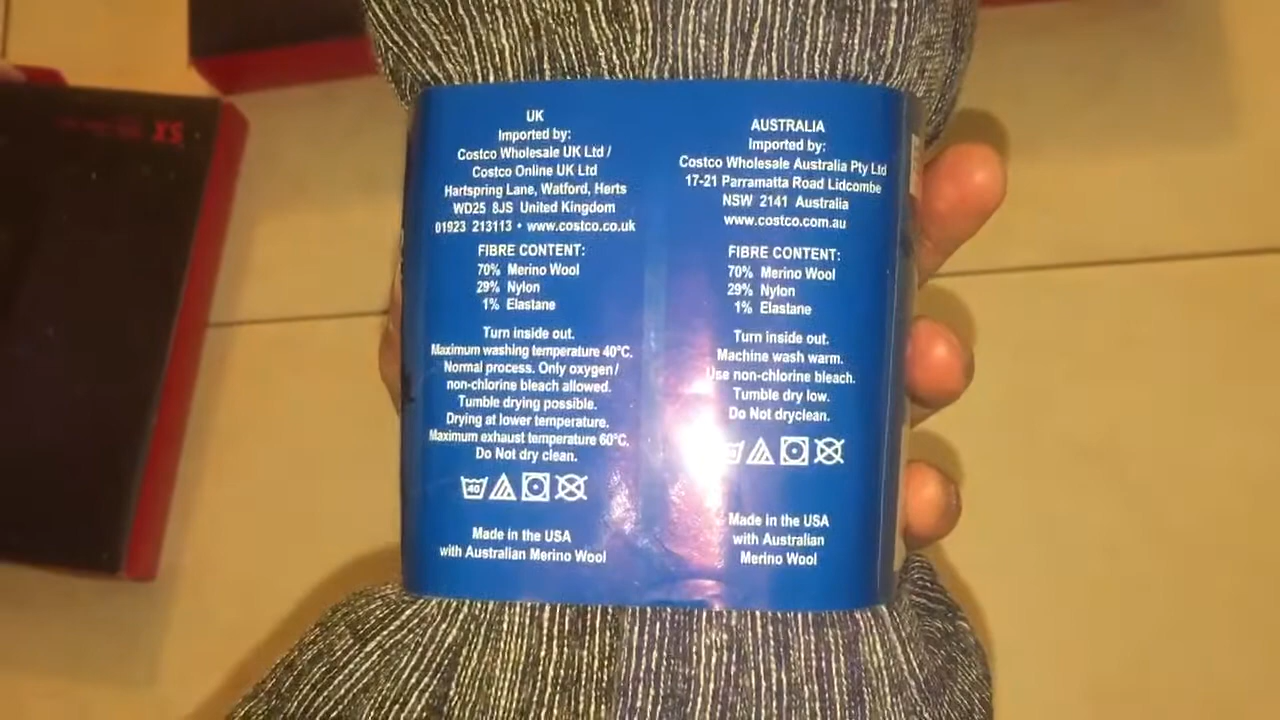 XS
UK
Imported by:
Costco Wholesale UK Ltd /
Costco Online UK Ltd
Hartspring Lane, Watford, Herts
WD25 8JS United Kingdom
01923 213113 • www.costco.co.uk
FIBRE CONTENT:
70% Merino Wool
29% Nylon
1% Elastane
Turn inside out.
Maximum washing temperature 40°C.
Normal process. Only oxygen/
non-chlorine bleach allowed.
Tumble drying possible.
Drying at lower temperature.
Maximum exhaust temperature 60°C.
Do Not dry clean.
40
Made in the USA
with Australian Merino Wool
AUSTRALIA
Imported by:
Costco Wholesale Australia Pty Ltd
17-21 Parramatta Road Lidcombe
NSW 2141 Australia
www.costco.com.au
FIBRE CONTENT:
70% Merino Wool
29% Nylon
1% Elastane
Turn inside out.
Machine wash warm.
Use non-chlorine bleach.
Tumble dry low.
Do Not dryclean.
Made in the USA
with Australian
Merino Wool